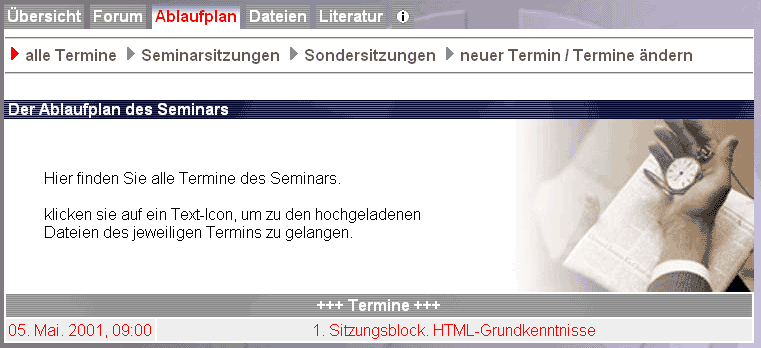 Übersicht Forum Ablaufplan Dateien Literatur i
alle Termine Seminarsitzungen Sondersitzungen neuer Termin / Termine ändern
Der Ablaufplan des Seminars
Hier finden Sie alle Termine des Seminars.
klicken sie auf ein Text-Icon, um zu den hochgeladenen
Dateien des jeweiligen Termins zu gelangen.
+++ Termine +++
05. Mai. 2001, 09:00 1. Sitzungsblock. HTML-Grundkenntnisse